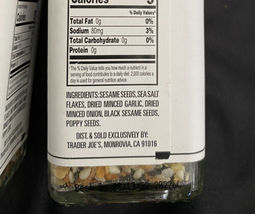 Calories 5
% Daily Value*
Total Fat 0g 0%
Sodium 80mg 3%
Total Carbohydrate 0g 0%
Protein 0g
*The % Daily Value tells you how much a nutrient in a
serving of food contributes to a daily diet. 2,000 calories a
day is used for general nutrition advice.
INGREDIENTS: SESAME SEEDS, SEA SALT
FLAKES, DRIED MINCED GARLIC, DRIED
MINCED ONION, BLACK SESAME SEEDS,
POPPY SEEDS.
DIST. & SOLD EXCLUSIVELY BY:
TRADER JOE'S, MONROVIA, CA 91016